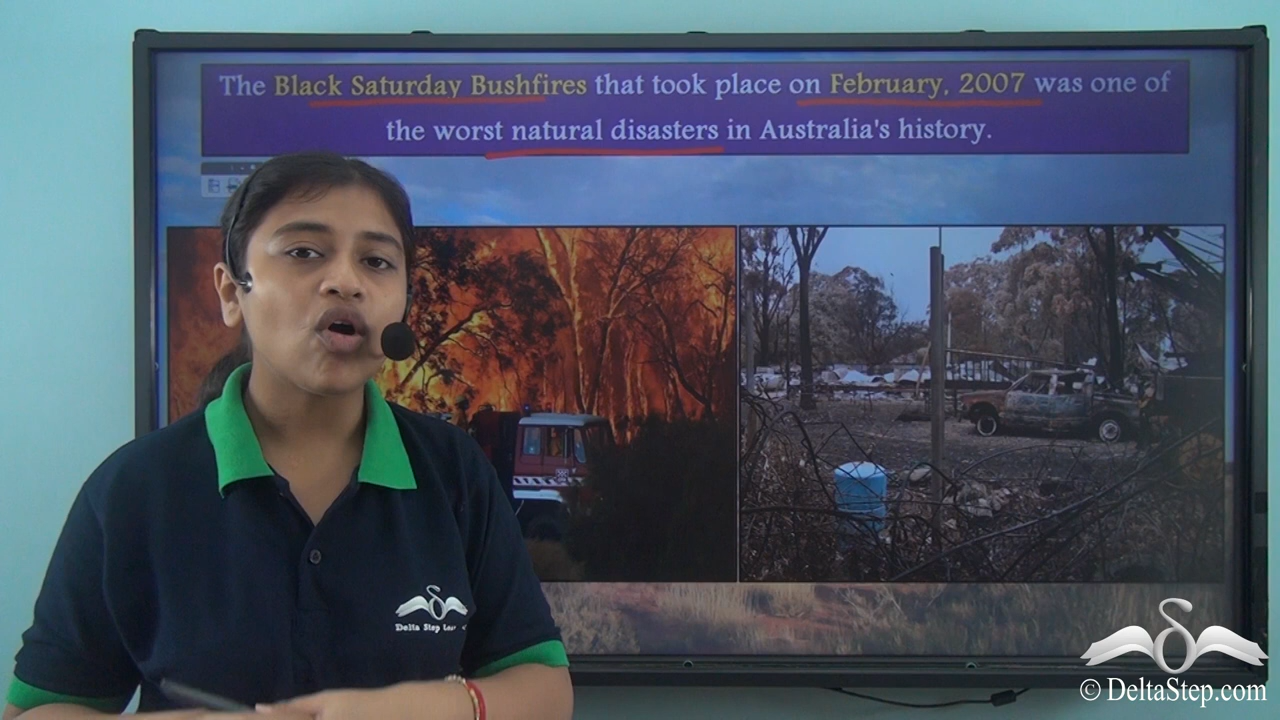 The Black Saturday Bushfires that took place on February, 2007 was one of
the worst natural disasters in Australia's history.
Delta Step
© DeltaStep.com